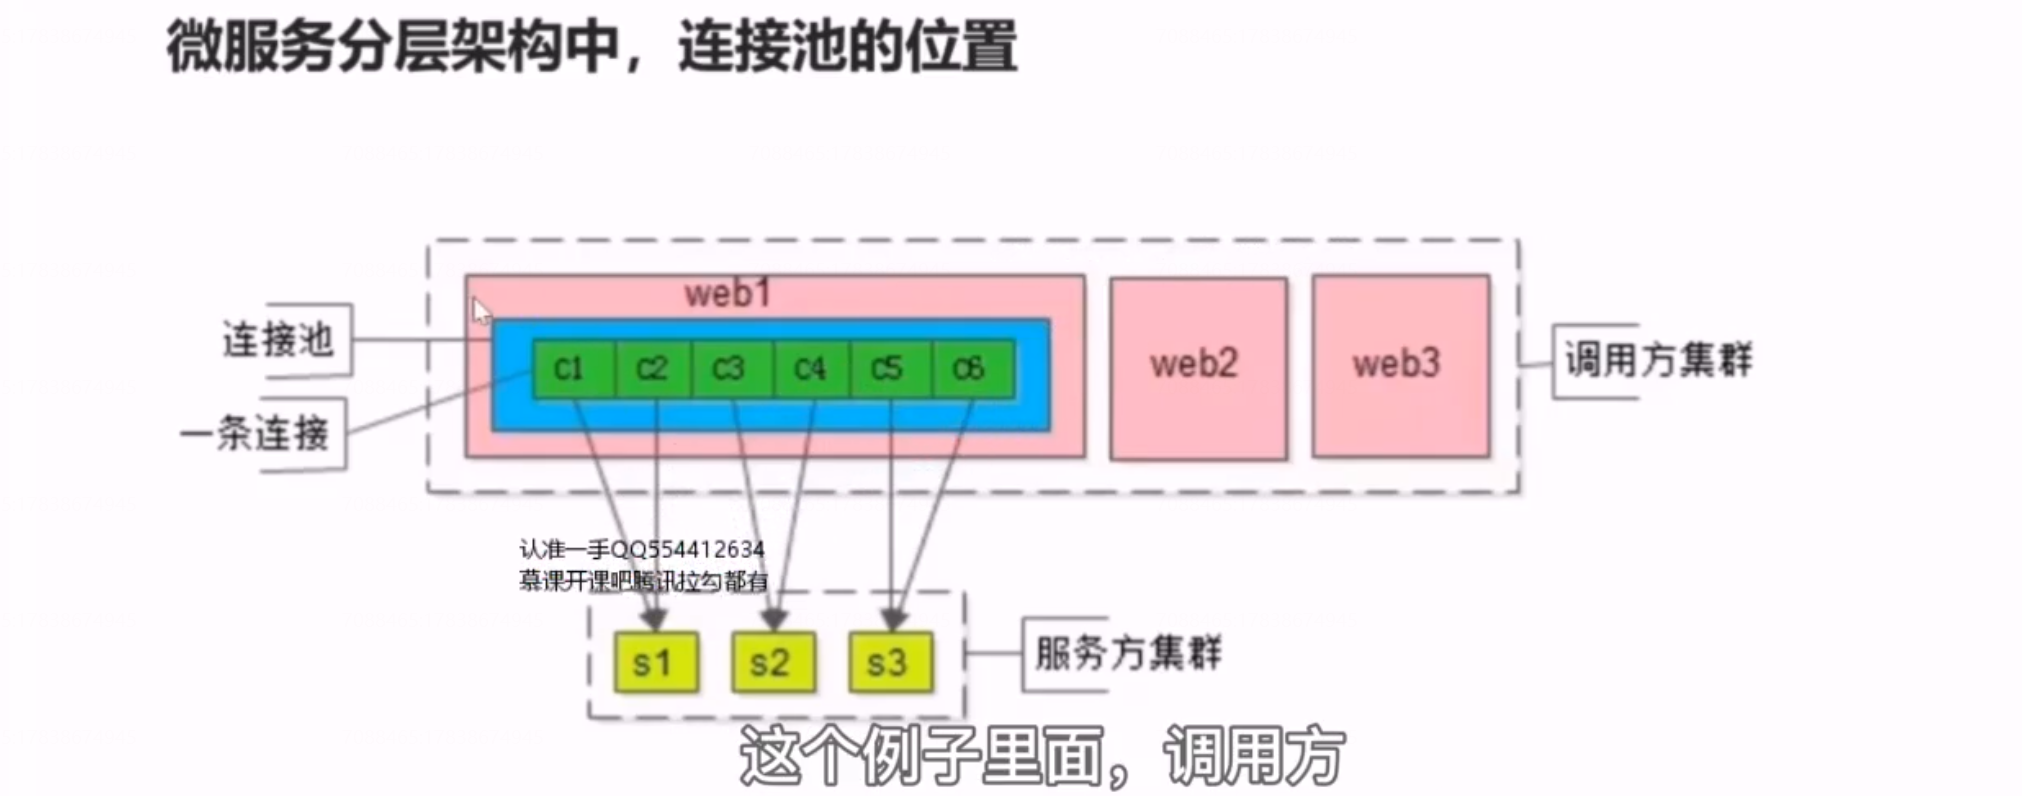 微服务分层架构中，连接池的位置
web1
连接池
c1 c2 c3 c4 c5 c6
web2
web3
调用方集群
一条连接
认准一手QQ554412634
慕课开课吧腾讯拉勾都有
s1
s2
s3
服务方集群
这个例子里面，调用方